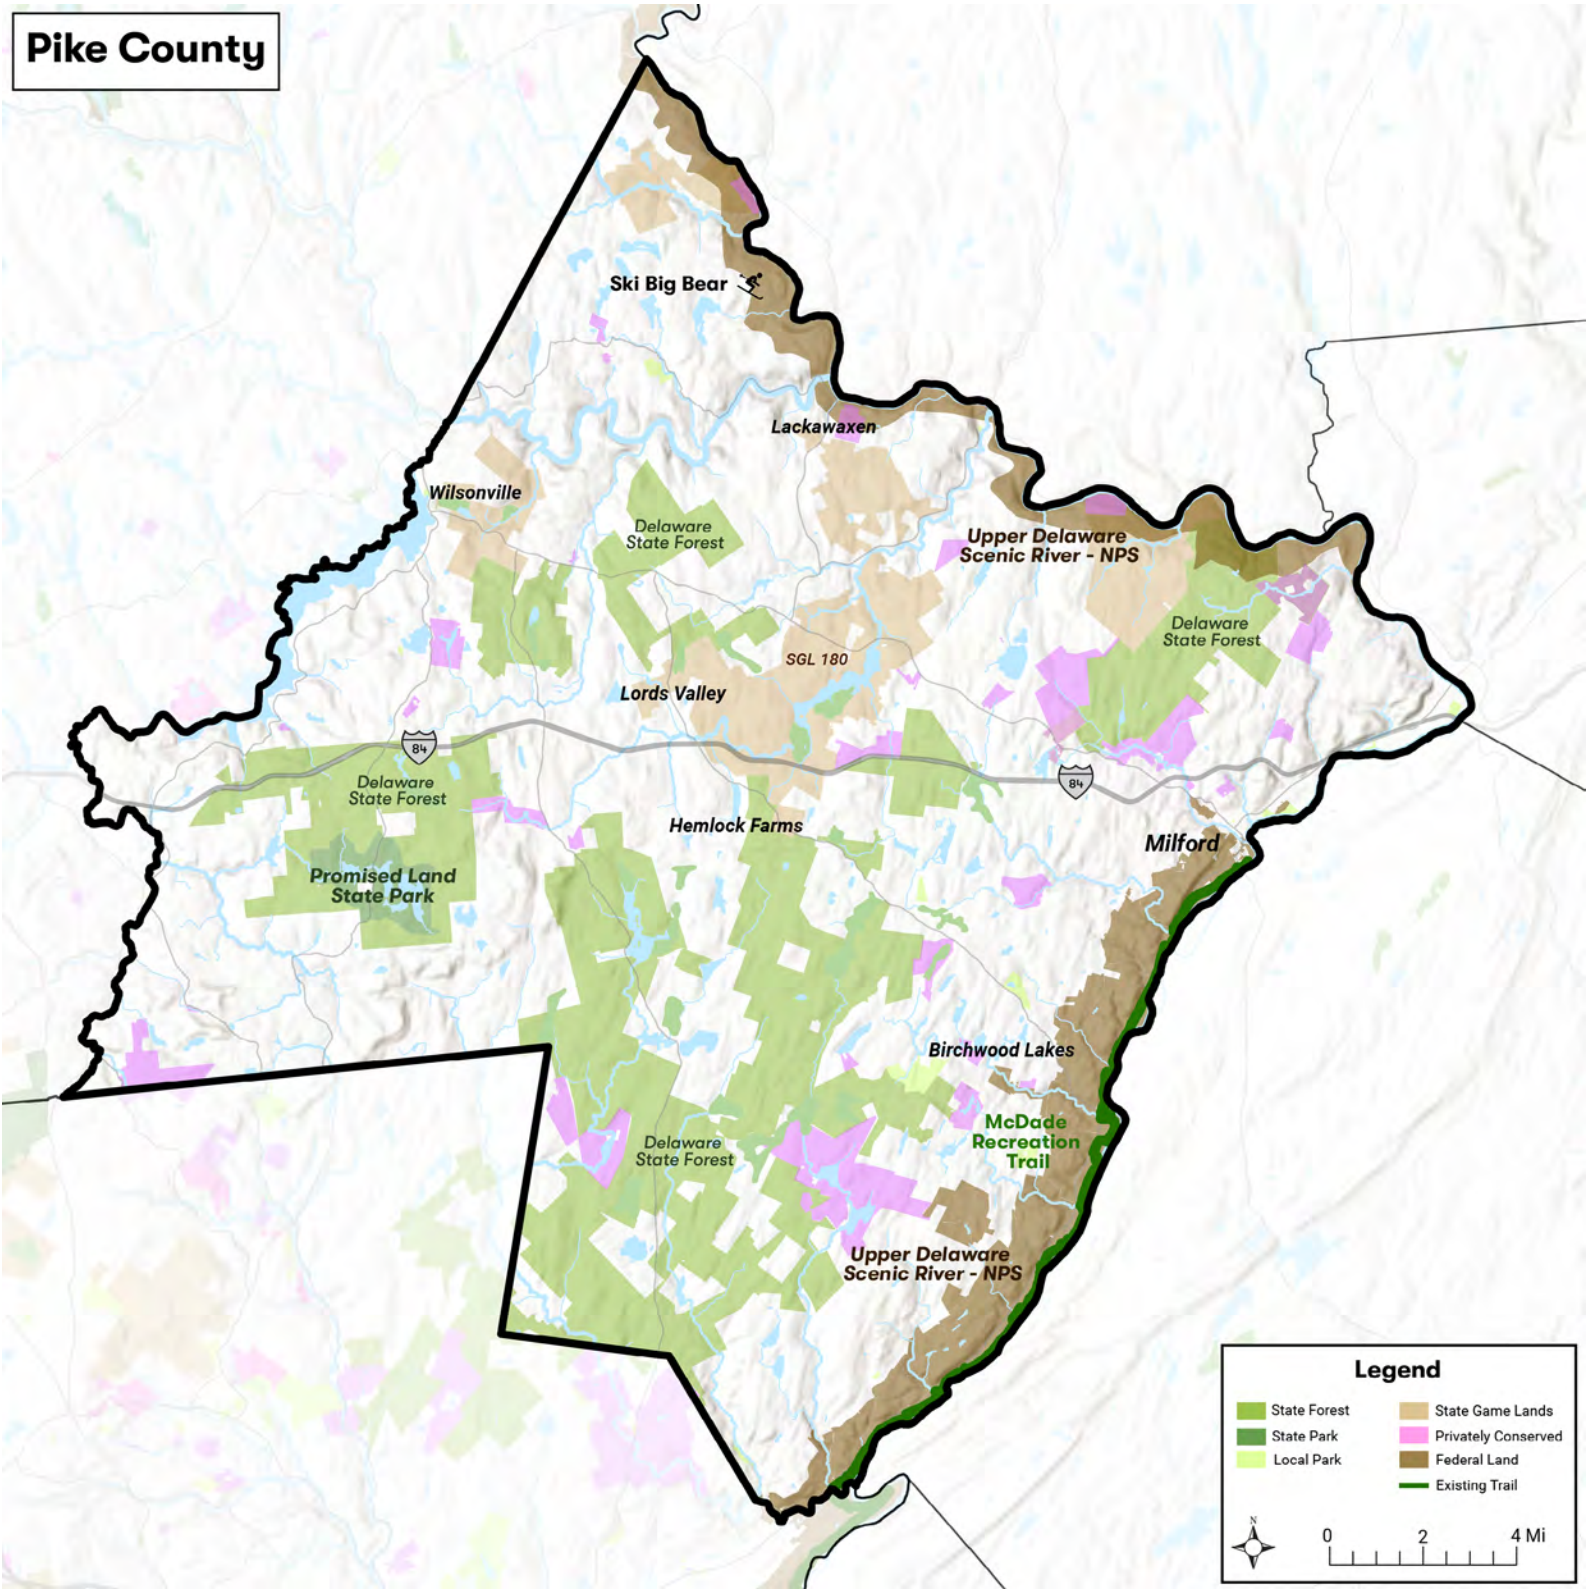 Pike County
Ski Big Bear
Lackawaxen
Wilsonville
Delaware
State Forest
Upper Delaware
Scenic River - NPS
Delaware
State Forest
SGL 180
Lords Valley
84
Delaware
State Forest
84
Hemlock Farms
Milford
Promised Land
State Park
Birchwood Lakes
McDade
Recreation
Trail
Delaware
State Forest
Upper Delaware
Scenic River - NPS
Legend
State Forest
State Park
Local Park
State Game Lands
Privately Conserved
Federal Land
Existing Trail
N
0 2 4 Mi